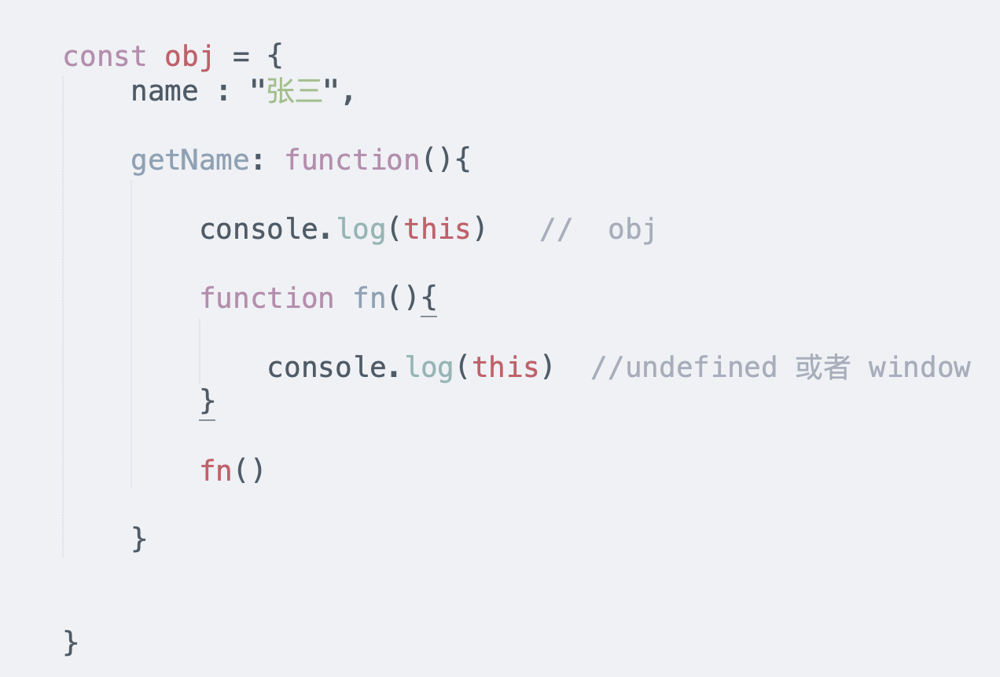 const obj = {
    name : "张三",
    getName: function(){
        console.log(this)   //  obj
        function fn(){
            console.log(this)  //undefined 或者 window
        }
        fn()
    }
}